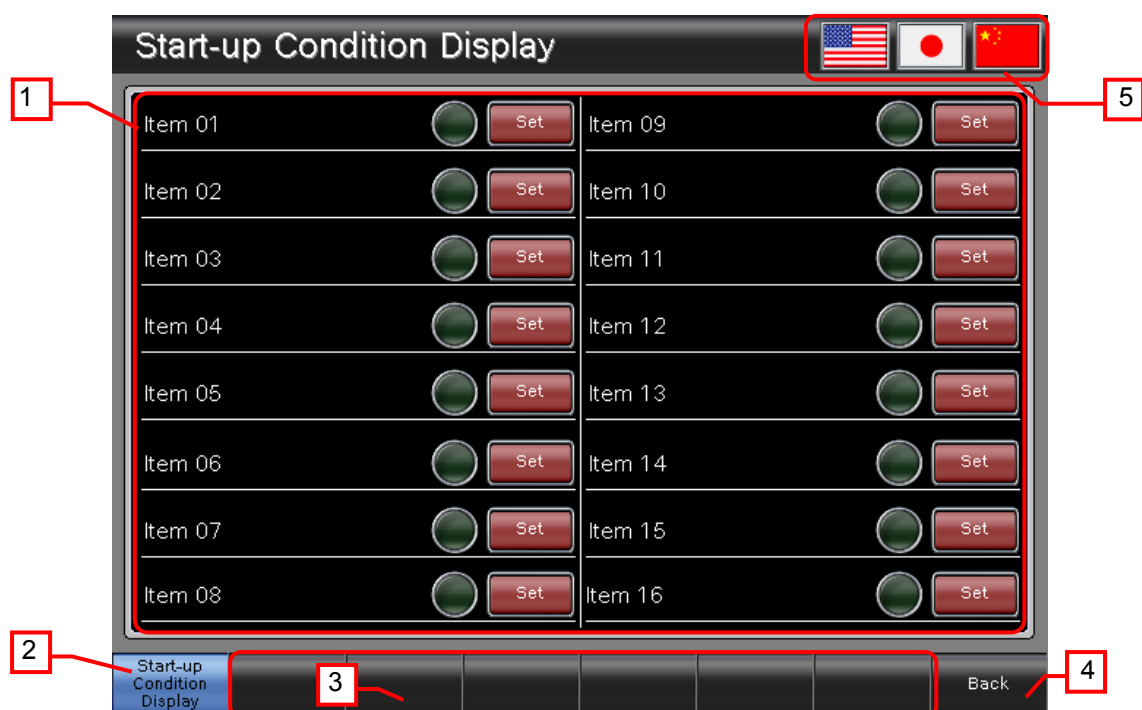 Start-up Condition Display
5
1
Item 01 Set Item 09 Set
Item 02 Set Item 10 Set
Item 03 Set Item 11 Set
Item 04 Set Item 12 Set
Item 05 Set Item 13 Set
Item 06 Set Item 14 Set
Item 07 Set Item 15 Set
Item 08 Set Item 16 Set
2
Start-up
Condition
Display
3
Back
4